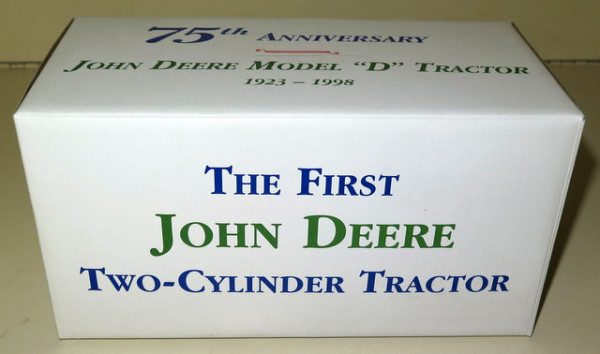 75th Anniversary
John Deere Model "D" Tractor
1923 – 1998
The First
John Deere
Two-Cylinder Tractor